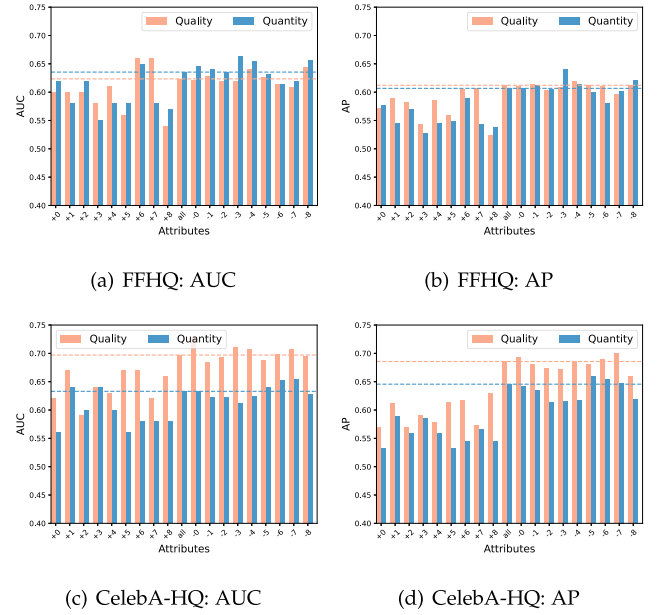 Quality Quantity
0.85
0.80
0.75
0.70
0.65
0.60
0.55
0.50
0.45
0.40
AUC
+0 +1 +2 +3 +4 +5 +6 +7 +8 all -0 -1 -2 -3 -4 -5 -6 -7 -8
Attributes
(a) FFHQ: AUC
Quality Quantity
0.80
0.75
0.70
0.65
0.60
0.55
0.50
0.45
0.40
AP
+0 +1 +2 +3 +4 +5 +6 +7 +8 all -0 -1 -2 -3 -4 -5 -6 -7 -8
Attributes
(b) FFHQ: AP
Quality Quantity
0.75
0.70
0.65
0.60
0.55
0.50
0.45
0.40
AUC
+0 +1 +2 +3 +4 +5 +6 +7 +8 all -0 -1 -2 -3 -4 -5 -6 -7 -8
Attributes
(c) CelebA-HQ: AUC
Quality Quantity
0.75
0.70
0.65
0.60
0.55
0.50
0.45
0.40
AP
+0 +1 +2 +3 +4 +5 +6 +7 +8 all -0 -1 -2 -3 -4 -5 -6 -7 -8
Attributes
(d) CelebA-HQ: AP